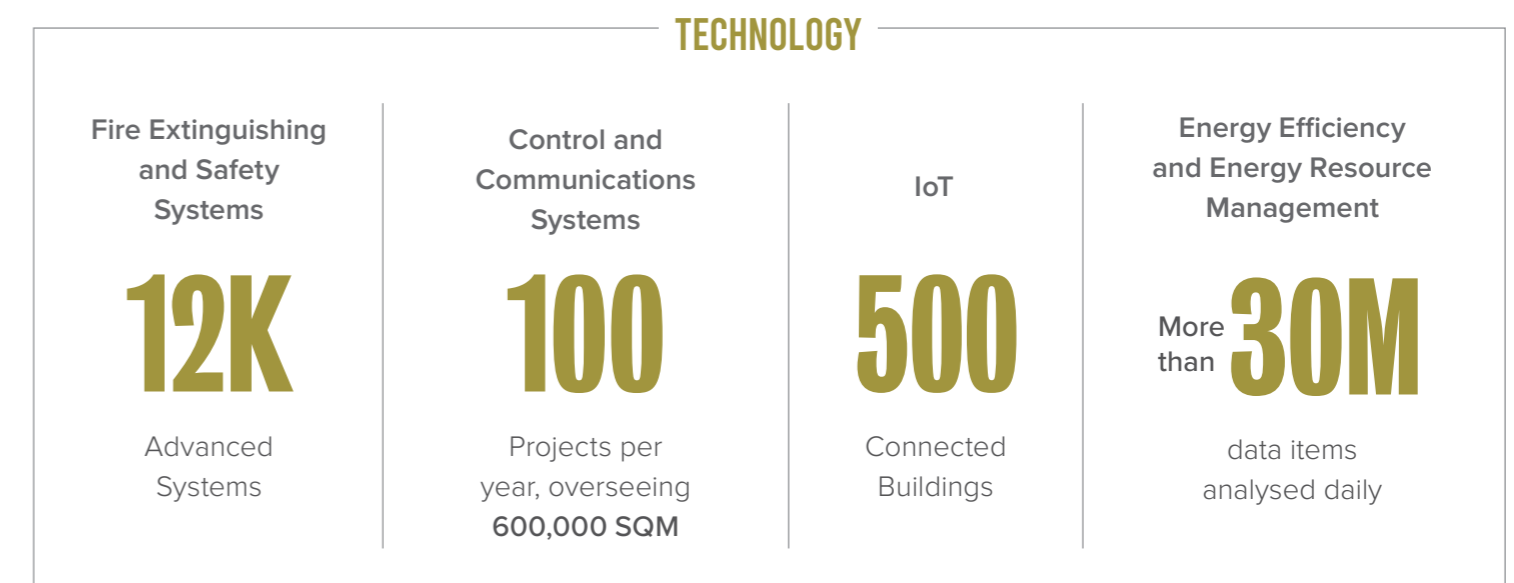 TECHNOLOGY
Fire Extinguishing
and Safety
Systems
12K
Advanced
Systems
Control and
Communications
Systems
100
Projects per
year, overseeing
600,000 SQM
IoT
500
Connected
Buildings
Energy Efficiency
and Energy Resource
Management
More
than
30M
data items
analysed daily